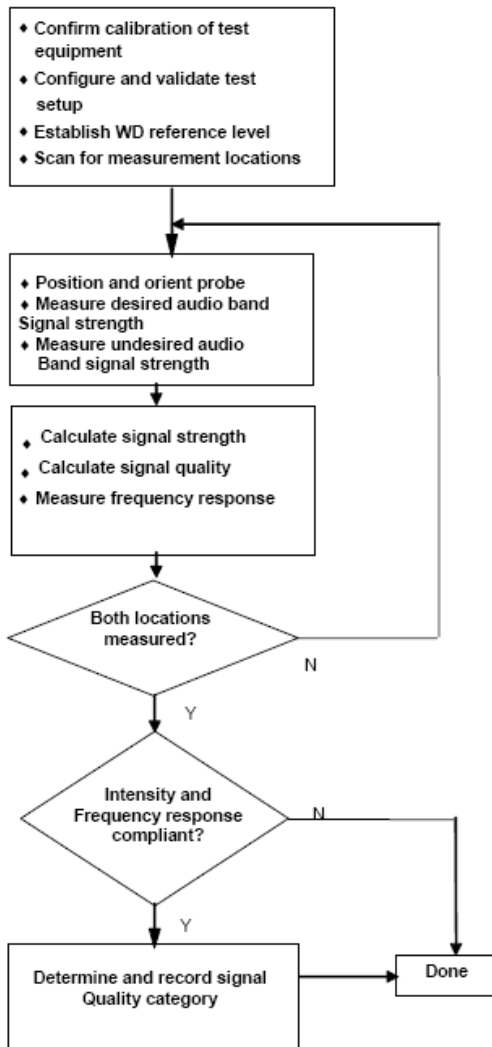 ♦ Confirm calibration of test
equipment
♦ Configure and validate test
setup
♦ Establish WD reference level
♦ Scan for measurement locations
♦ Position and orient probe
♦ Measure desired audio band
Signal strength
♦ Measure undesired audio
Band signal strength
♦ Calculate signal strength
♦ Calculate signal quality
♦ Measure frequency response
Both locations
measured?
N
Y
Intensity and
Frequency response
compliant?
N
Y
Determine and record signal
Quality category
Done